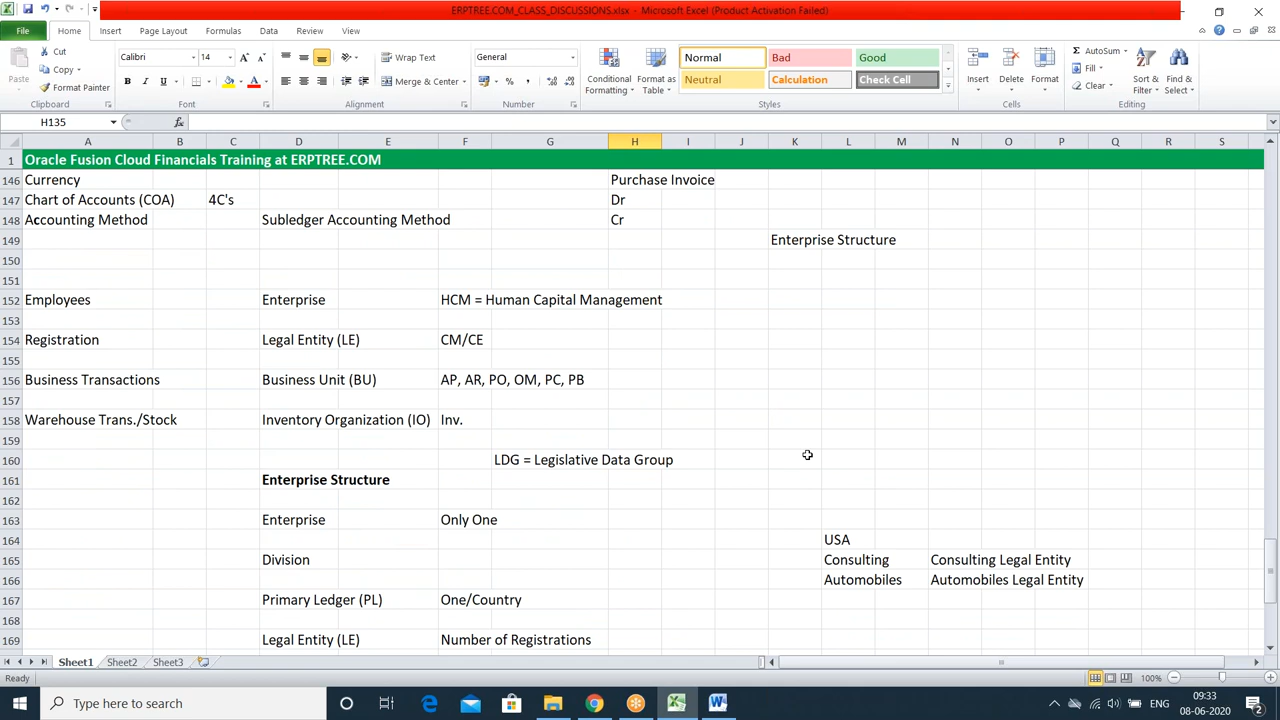 ERPTREE.COM_CLASS_DISCUSSIONS.xlsx - Microsoft Excel (Product Activation Failed)
File Home Insert Page Layout Formulas Data Review View
Paste Cut Copy Format Painter
Calibri 14
Wrap Text
Merge & Center
General
Conditional Formatting
Format as Table
Normal Bad Good
Neutral Calculation Check Cell
Insert Delete Format
AutoSum Fill Clear
Sort & Filter
Find & Select
Clipboard Font Alignment Number Styles Cells Editing
H135 fx
A B C D E F G H I J K L M N O P Q R S
1 Oracle Fusion Cloud Financials Training at ERPTREE.COM
146 Currency Purchase Invoice
147 Chart of Accounts (COA) 4C's Dr
148 Accounting Method Subledger Accounting Method Cr
149 Enterprise Structure
150
151
152 Employees Enterprise HCM = Human Capital Management
153
154 Registration Legal Entity (LE) CM/CE
155
156 Business Transactions Business Unit (BU) AP, AR, PO, OM, PC, PB
157
158 Warehouse Trans./Stock Inventory Organization (IO) Inv.
159
160 LDG = Legislative Data Group
161 Enterprise Structure
162
163 Enterprise Only One
164 USA
165 Division Consulting Consulting Legal Entity
166 Automobiles Automobiles Legal Entity
167 Primary Ledger (PL) One/Country
168
169 Legal Entity (LE) Number of Registrations
Sheet1 Sheet2 Sheet3
Ready 100%
Type here to search
ENG
09:33
08-06-2020
2